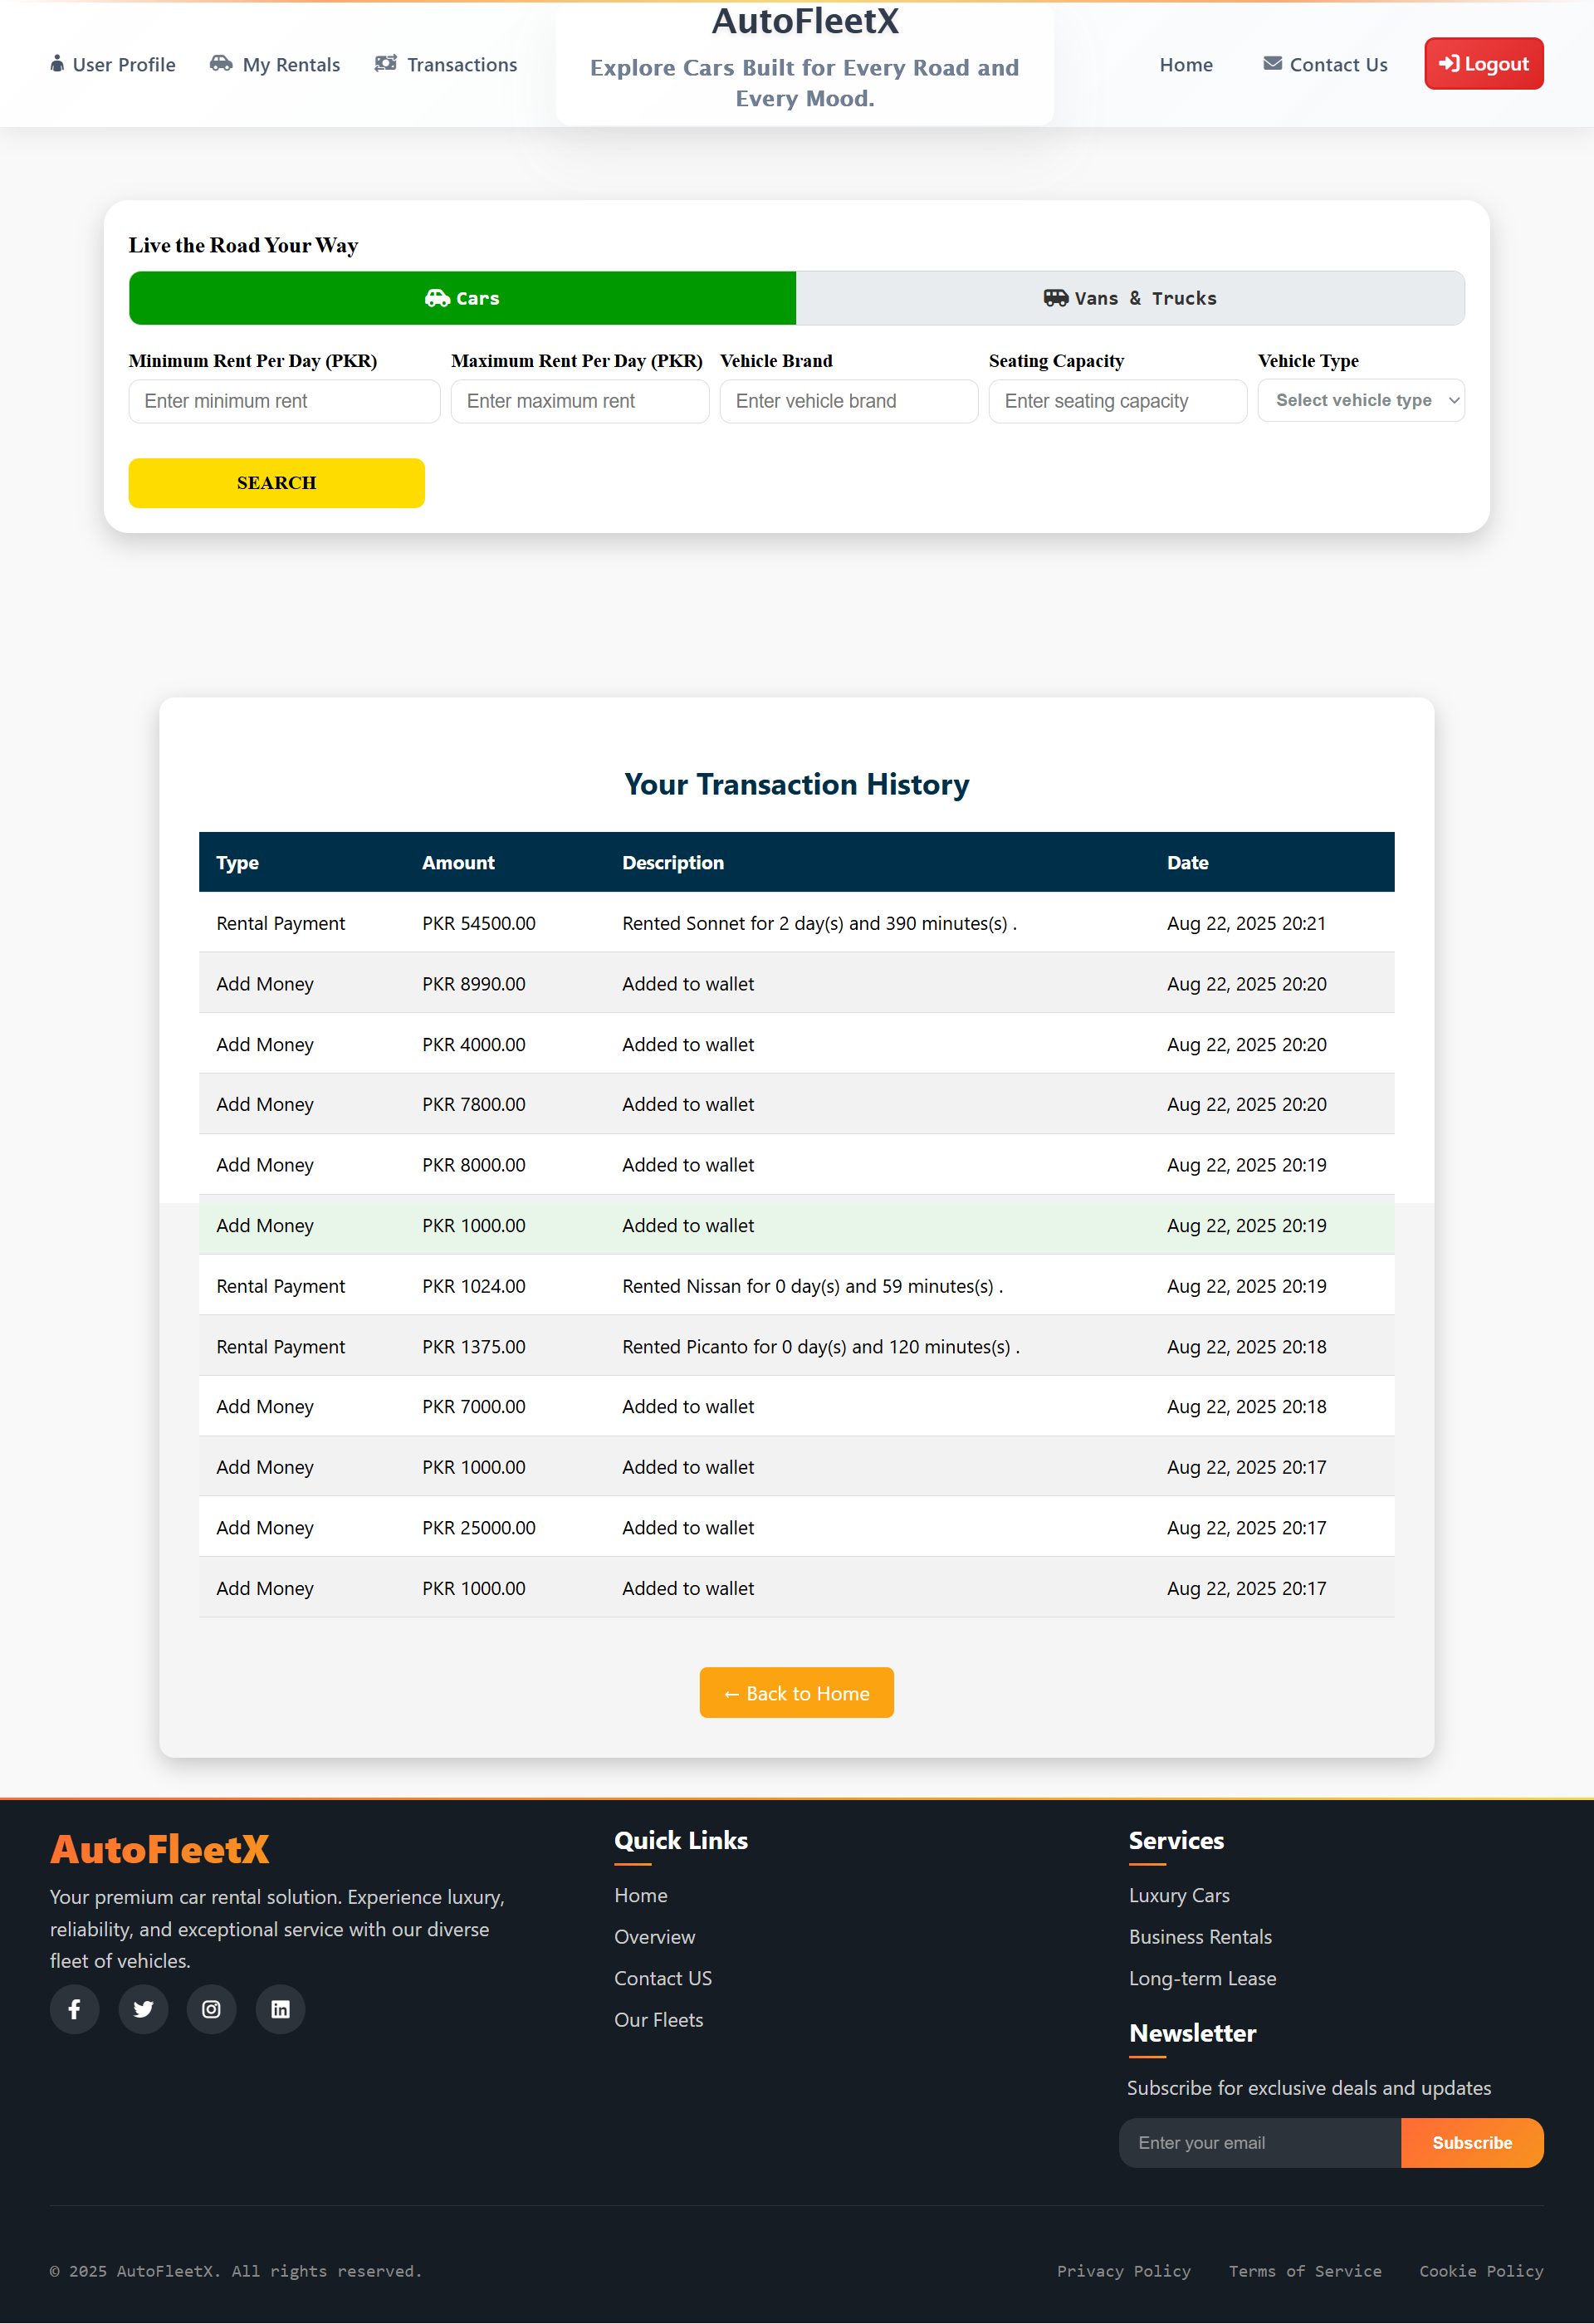 AutoFleetX
User Profile
My Rentals
Transactions
Explore Cars Built for Every Road and
Every Mood.
Home
Contact Us
Logout
Live the Road Your Way
Cars
Vans & Trucks
Minimum Rent Per Day (PKR)
Maximum Rent Per Day (PKR)
Vehicle Brand
Seating Capacity
Vehicle Type
Enter minimum rent
Enter maximum rent
Enter vehicle brand
Enter seating capacity
Select vehicle type
SEARCH
Your Transaction History
Type Amount Description Date
Rental Payment PKR 54500.00 Rented Sonnet for 2 day(s) and 390 minutes(s) . Aug 22, 2025 20:21
Add Money PKR 8990.00 Added to wallet Aug 22, 2025 20:20
Add Money PKR 4000.00 Added to wallet Aug 22, 2025 20:20
Add Money PKR 7800.00 Added to wallet Aug 22, 2025 20:20
Add Money PKR 8000.00 Added to wallet Aug 22, 2025 20:19
Add Money PKR 1000.00 Added to wallet Aug 22, 2025 20:19
Rental Payment PKR 1024.00 Rented Nissan for 0 day(s) and 59 minutes(s) . Aug 22, 2025 20:19
Rental Payment PKR 1375.00 Rented Picanto for 0 day(s) and 120 minutes(s) . Aug 22, 2025 20:18
Add Money PKR 7000.00 Added to wallet Aug 22, 2025 20:18
Add Money PKR 1000.00 Added to wallet Aug 22, 2025 20:17
Add Money PKR 25000.00 Added to wallet Aug 22, 2025 20:17
Add Money PKR 1000.00 Added to wallet Aug 22, 2025 20:17
← Back to Home
AutoFleetX
Your premium car rental solution. Experience luxury,
reliability, and exceptional service with our diverse
fleet of vehicles.
Quick Links
Home
Overview
Contact US
Our Fleets
Services
Luxury Cars
Business Rentals
Long-term Lease
Newsletter
Subscribe for exclusive deals and updates
Enter your email
Subscribe
© 2025 AutoFleetX. All rights reserved.
Privacy Policy
Terms of Service
Cookie Policy